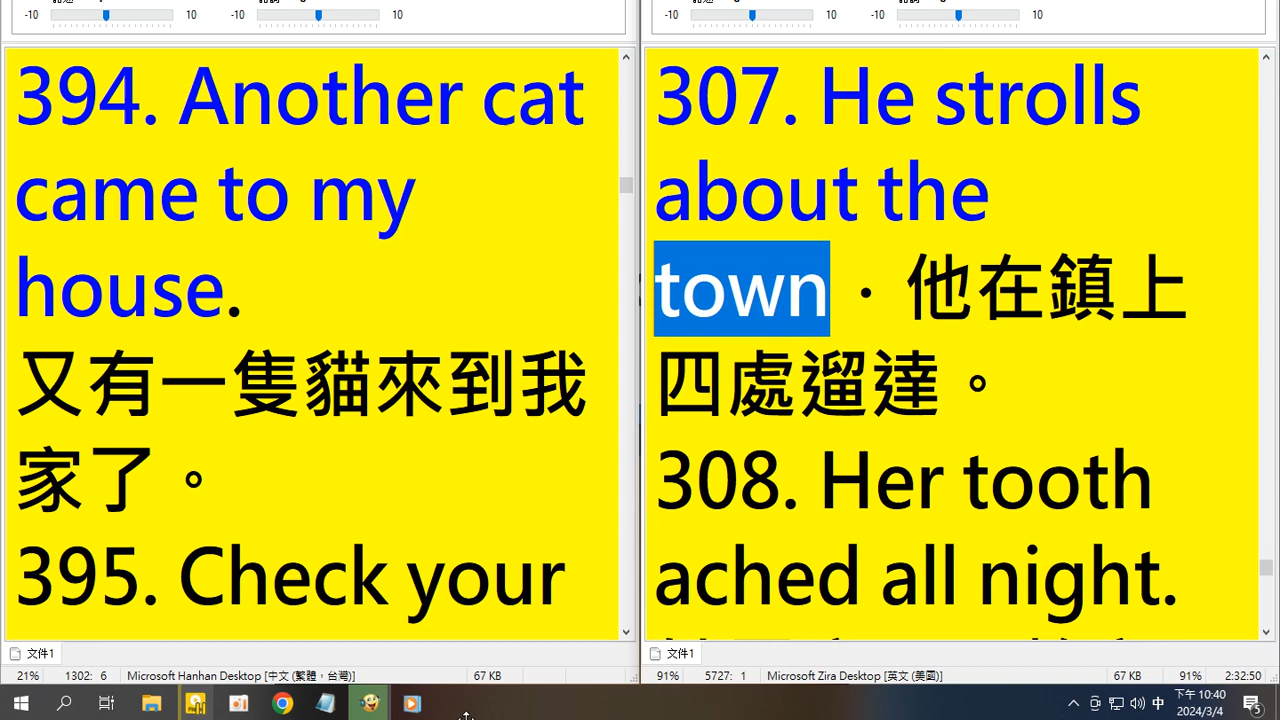 -10 10 -10 10
394. Another cat
came to my
house.
又有一隻貓來到我
家了。
395. Check your
文件1
21% 1302: 6 Microsoft Hanhan Desktop [中文 (繁體，台灣)] 67 KB
-10 10 -10 10
307. He strolls
about the
town．他在鎮上
四處遛達。
308. Her tooth
ached all night.
文件1
91% 5727: 1 Microsoft Zira Desktop [英文 (美國)] 67 KB 91% 2:32:50
中 下午 10:40
2024/3/4
5